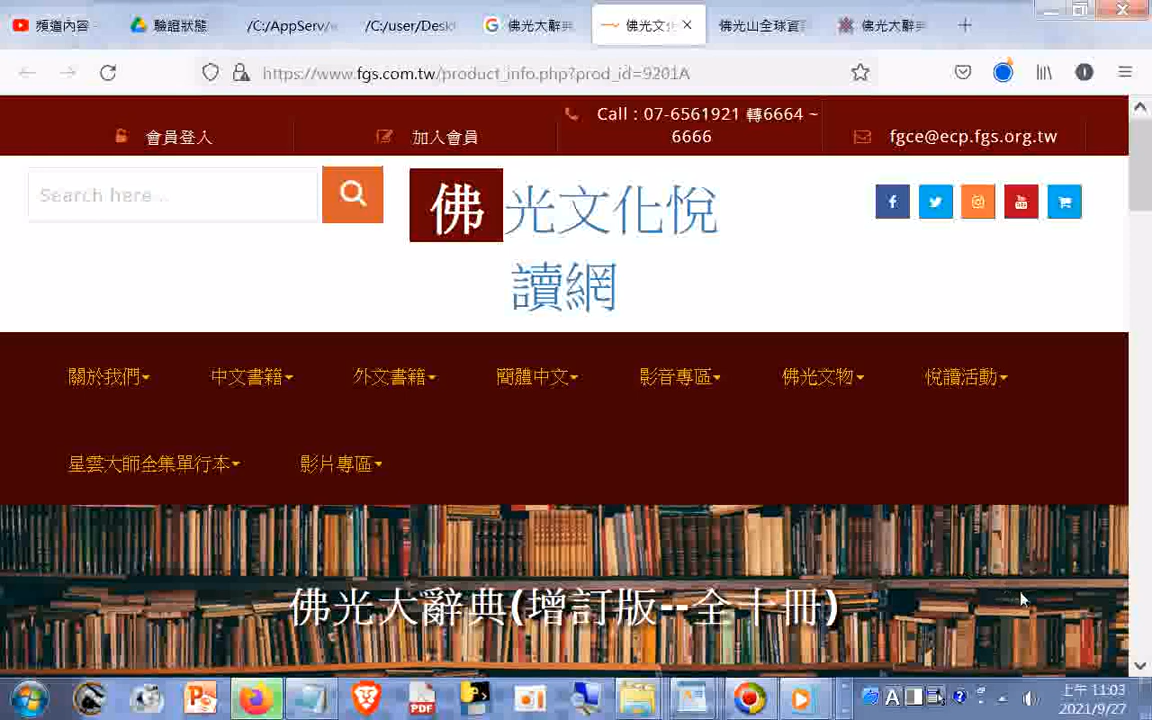 頻道內容
驗證狀態
/C:/AppServ/w
/C:/user/Desk
佛光大辭典
佛光文化
佛光山全球資訊
佛光大辭典
https://www.fgs.com.tw/product_info.php?prod_id=9201A
會員登入
加入會員
Call : 07-6561921 轉6664 ~
6666
fgce@ecp.fgs.org.tw
Search here...
佛光文化悅
讀網
關於我們
中文書籍
外文書籍
簡體中文
影音專區
佛光文物
悅讀活動
星雲大師全集單行本
影片專區
佛光大辭典(增訂版--全十冊)
上午 11:03
2021/9/27